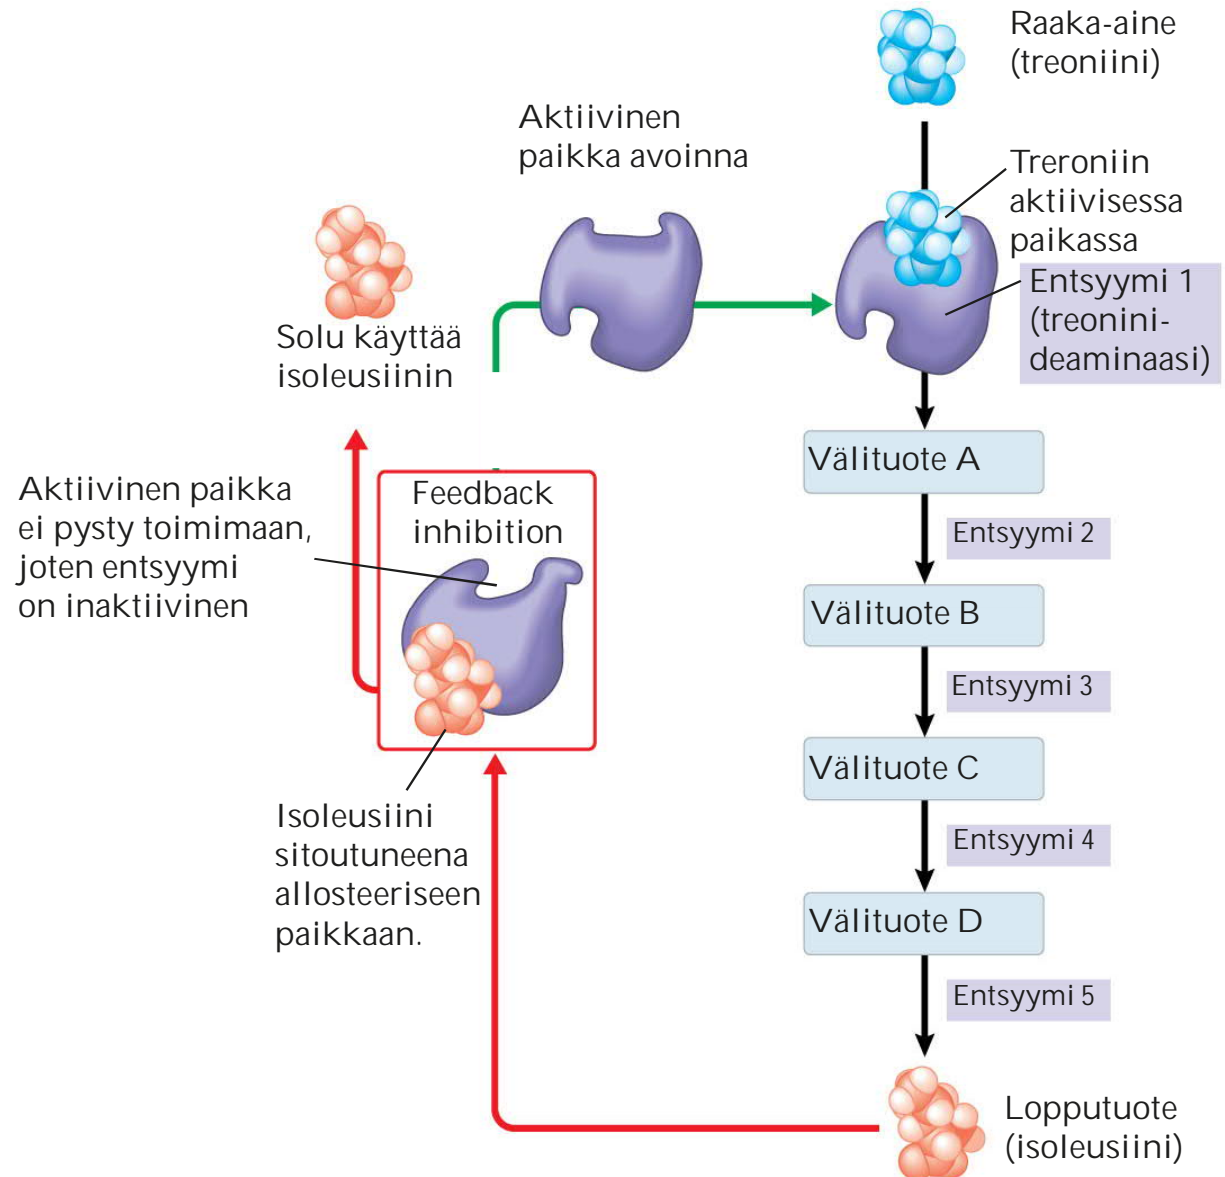 Raaka-aine
(treoniini)
Aktiivinen
paikka avoinna
Treroniin
aktiivisessa
paikassa
Entsyymi 1
(treonini-
deaminaasi)
Solu käyttää
isoleusiinin
Aktiivinen paikka
ei pysty toimimaan,
joten entsyymi
on inaktiivinen
Feedback
inhibition
Isoleusiini
sitoutuneena
allosteeriseen
paikkaan.
Välituote A
Entsyymi 2
Välituote B
Entsyymi 3
Välituote C
Entsyymi 4
Välituote D
Entsyymi 5
Lopputuote
(isoleusiini)